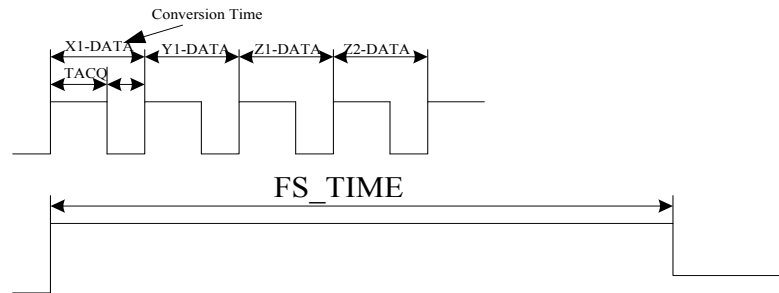 Conversion Time
X1-DATA Y1-DATA Z1-DATA Z2-DATA
TACQ
FS_TIME